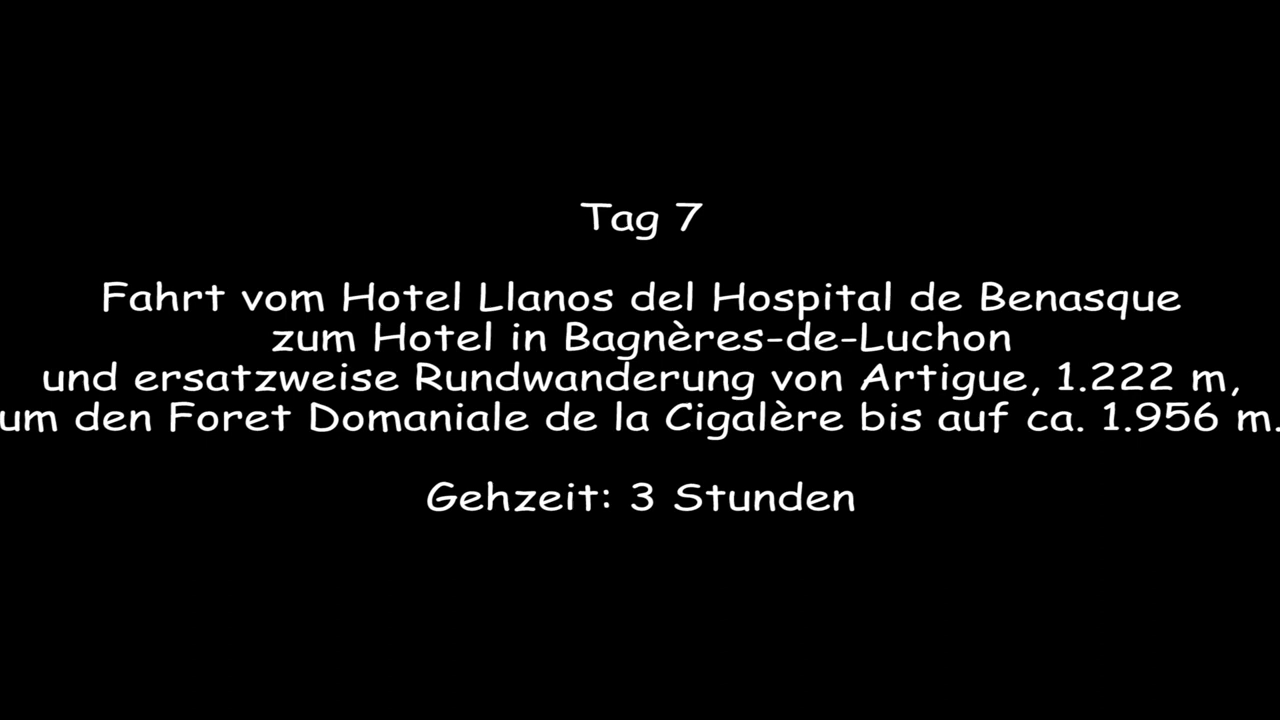 Tag 7
Fahrt vom Hotel Llanos del Hospital de Benasque
zum Hotel in Bagnères-de-Luchon
und ersatzweise Rundwanderung von Artigue, 1.222 m,
um den Foret Domaniale de la Cigalère bis auf ca. 1.956 m.
Gehzeit: 3 Stunden